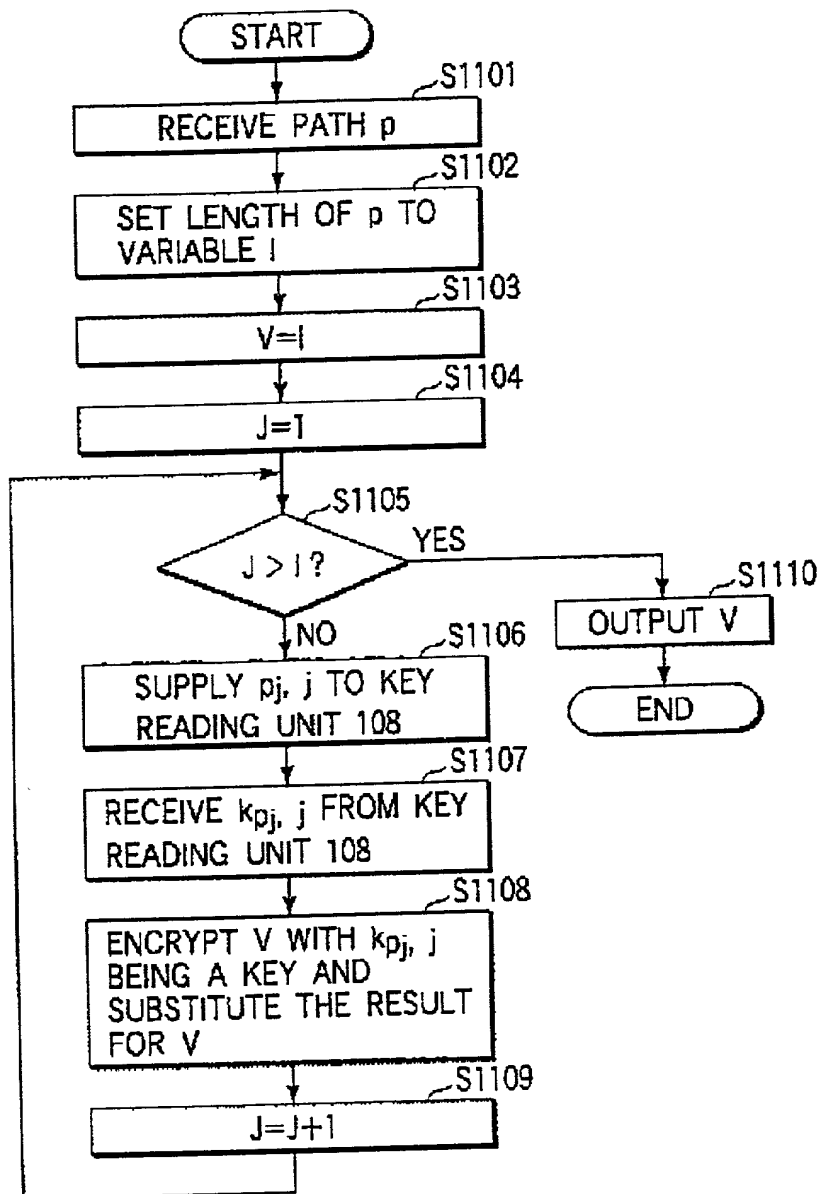 START
S1101
RECEIVE PATH p
S1102
SET LENGTH OF p TO
VARIABLE l
S1103
V=l
S1104
J=1
S1105
J > l ?
YES
NO
S1110
OUTPUT V
END
S1106
SUPPLY pj, j TO KEY
READING UNIT 108
S1107
RECEIVE kpj, j FROM KEY
READING UNIT 108
S1108
ENCRYPT V WITH kpj, j
BEING A KEY AND
SUBSTITUTE THE RESULT
FOR V
S1109
J=J+1